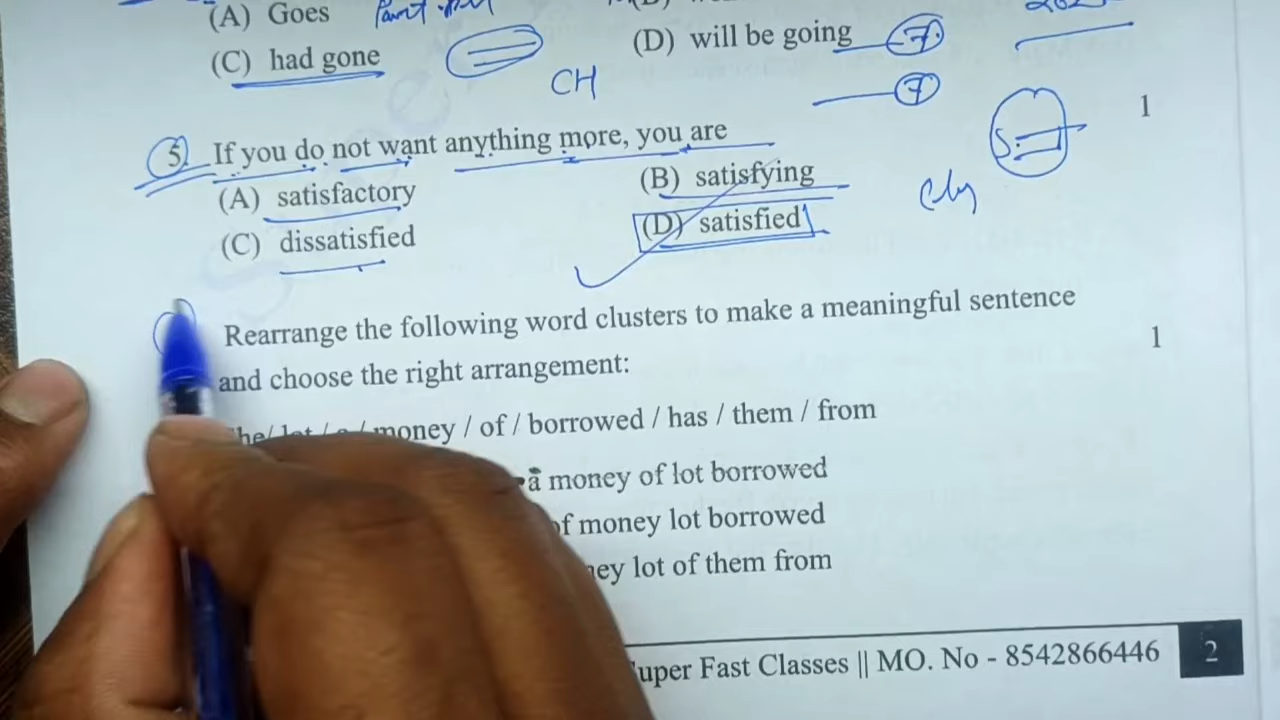 (A) Goes
(C) had gone
(D) will be going
7
CH
7
1
5. If you do not want anything more, you are
(A) satisfactory
(B) satisfying
(C) dissatisfied
(D) satisfied
Rearrange the following word clusters to make a meaningful sentence
1
and choose the right arrangement:
money / of / borrowed / has / them / from
a money of lot borrowed
of money lot borrowed
lot of them from
Super Fast Classes || MO. No - 8542866446
2